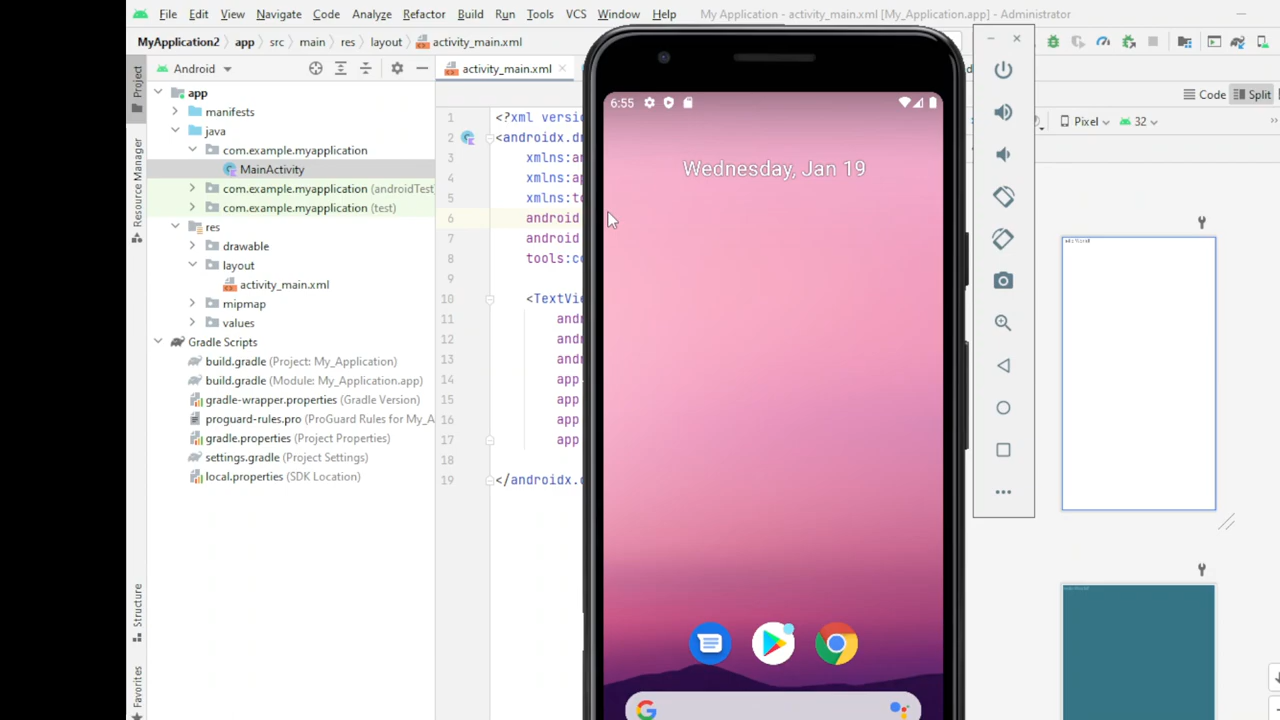 File Edit View Navigate Code Analyze Refactor Build Run Tools VCS Window Help My Application - activity_main.xml [My_Application.app] - Administrator
MyApplication2 app src main res layout activity_main.xml
Project
Resource Manager
Structure
Favorites
Android
app
manifests
java
com.example.myapplication
MainActivity
com.example.myapplication (androidTest
com.example.myapplication (test)
res
drawable
layout
activity_main.xml
mipmap
values
Gradle Scripts
build.gradle (Project: My_Application)
build.gradle (Module: My_Application.app)
gradle-wrapper.properties (Gradle Version)
proguard-rules.pro (ProGuard Rules for My_A
gradle.properties (Project Properties)
settings.gradle (Project Settings)
local.properties (SDK Location)
activity_main.xml
1 <?xml versio
2 <androidx.dr
3 xmlns:an
4 xmlns:ap
5 xmlns:to
6 android
7 android
8 tools:co
9
10 <TextVie
11 andr
12 andr
13 andr
14 app
15 app
16 app
17 app
18
19 </androidx.d
6:55
Wednesday, Jan 19
G
Code Split
Pixel 32